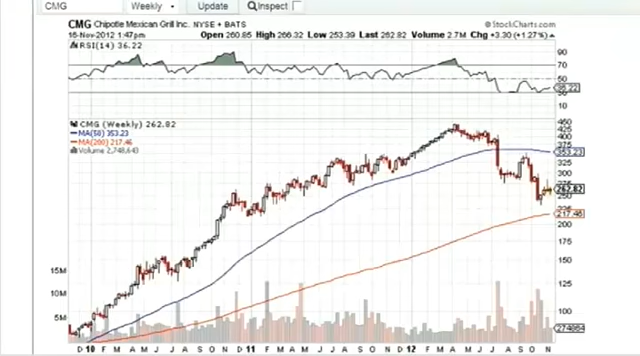 CMG Weekly Update Inspect
CMG Chipotle Mexican Grill Inc. NYSE + BATS ©StockCharts.com
16-Nov-2012 1:47pm Open 260.85 High 266.32 Low 253.39 Last 262.82 Volume 2.7M Chg +3.30 (+1.27%)
RSI(14) 36.22
90
70
50
36.22
10
CMG (Weekly) 262.82
MA(50) 353.23
MA(200) 217.46
Volume 2,748,643
450
425
400
375
353.23
325
300
275
262.82
250
225
217.46
200
175
150
125
100
15M
10M
5M
2748643
D 10 F M A M J J A S O N D 11 F M A M J J A S O N D 12 F M A M J J A S O N